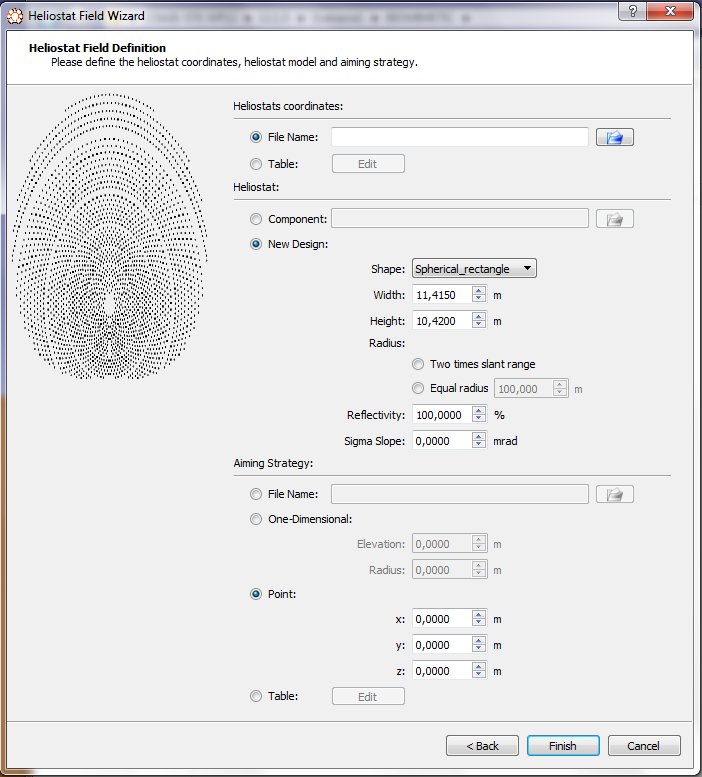 Heliostat Field Wizard
?
Heliostat Field Definition
Please define the heliostat coordinates, heliostat model and aiming strategy.
Heliostats coordinates:
File Name:
Table: Edit
Heliostat:
Component:
New Design:
Shape: Spherical_rectangle
Width: 11,4150 m
Height: 10,4200 m
Radius:
Two times slant range
Equal radius 100,000 m
Reflectivity: 100,0000 %
Sigma Slope: 0,0000 mrad
Aiming Strategy:
File Name:
One-Dimensional:
Elevation: 0,0000 m
Radius: 0,0000 m
Point:
x: 0,0000 m
y: 0,0000 m
z: 0,0000 m
Table: Edit
< Back Finish Cancel